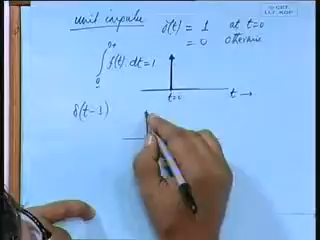 unit impulse
δ(t) = 1 at t=0
= 0 otherwise
∫ f(t). dt = 1
0+
0
t=0
t →
δ(t-1)